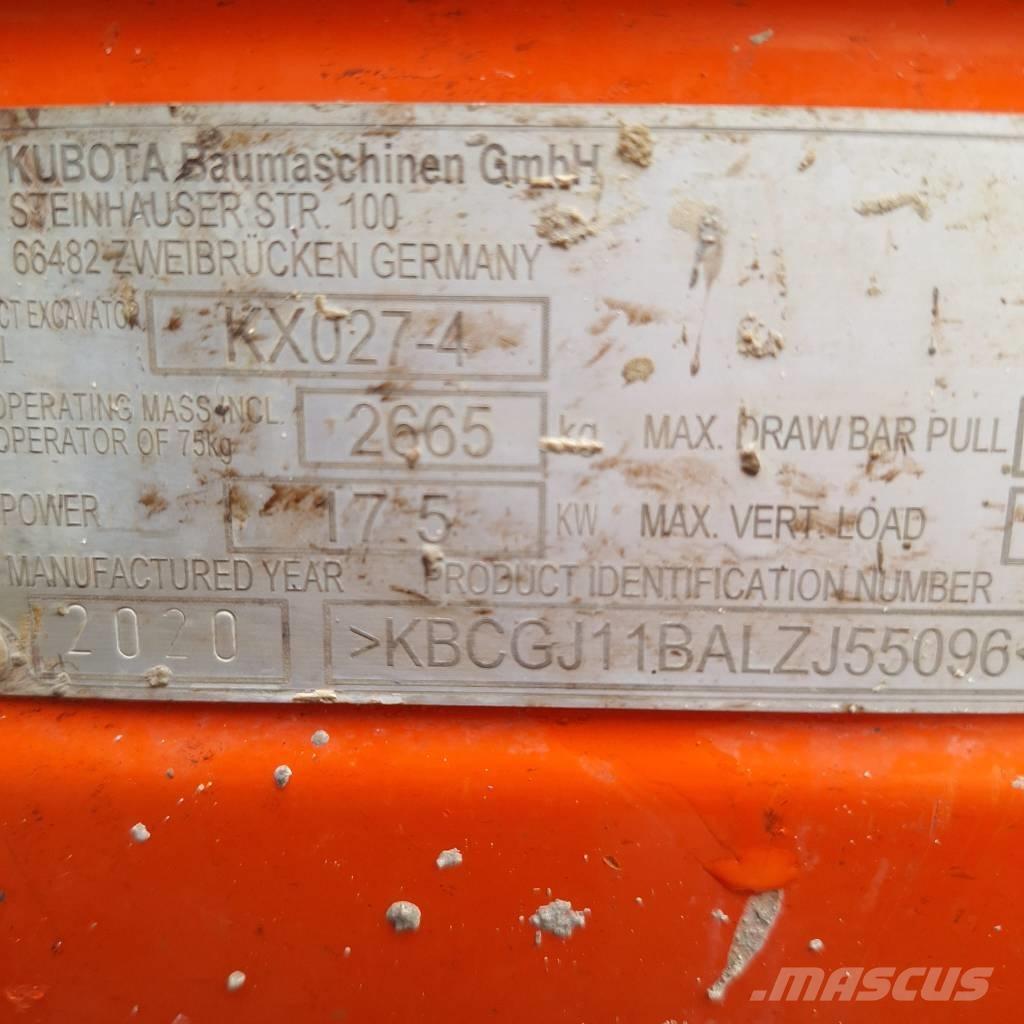 KUBOTA Baumaschinen GmbH
STEINHAUSER STR. 100
66482 ZWEIBRÜCKEN GERMANY
CT EXCAVATOR
L
KX027-4
OPERATING MASS INCL.
OPERATOR OF 75kg
2665 kg
MAX. DRAW BAR PULL
POWER
17 5 KW
MAX. VERT. LOAD
MANUFACTURED YEAR
PRODUCT IDENTIFICATION NUMBER
2020
>KBCGJ11BALZJ55096<
.MASCUS